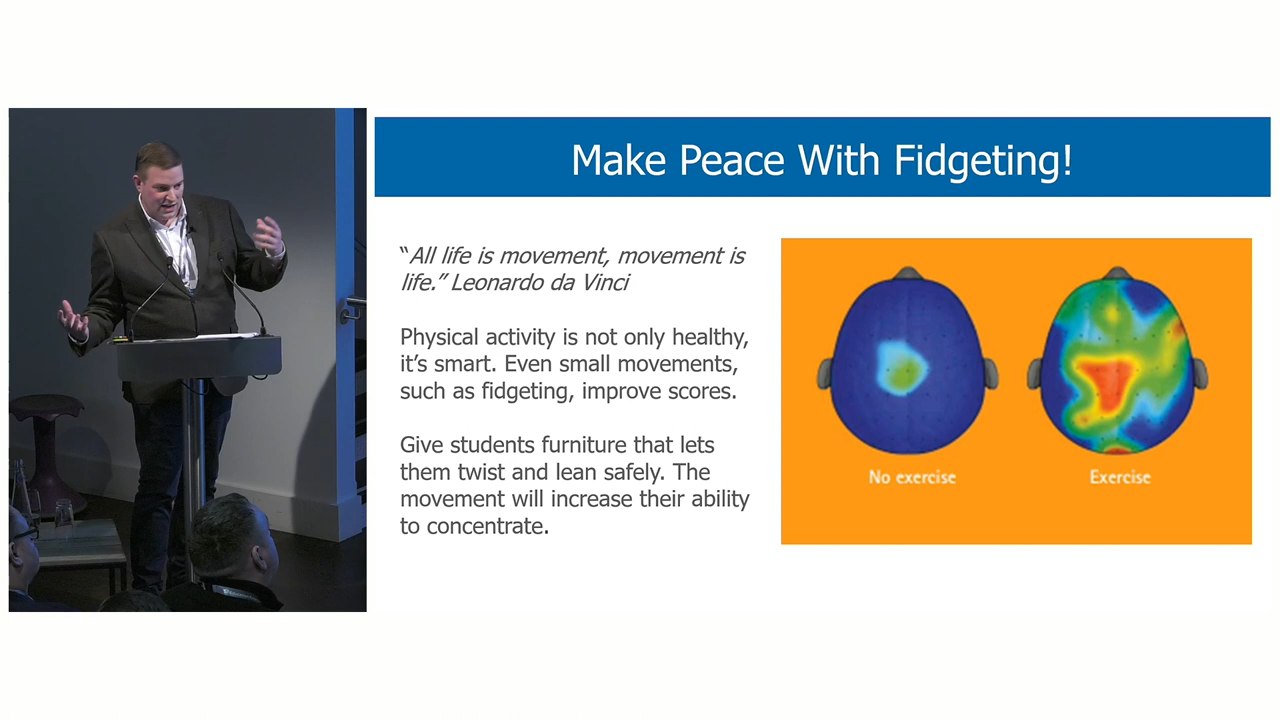 Make Peace With Fidgeting!
“All life is movement, movement is
life.” Leonardo da Vinci
Physical activity is not only healthy,
it’s smart. Even small movements,
such as fidgeting, improve scores.
Give students furniture that lets
them twist and lean safely. The
movement will increase their ability
to concentrate.
No exercise
Exercise